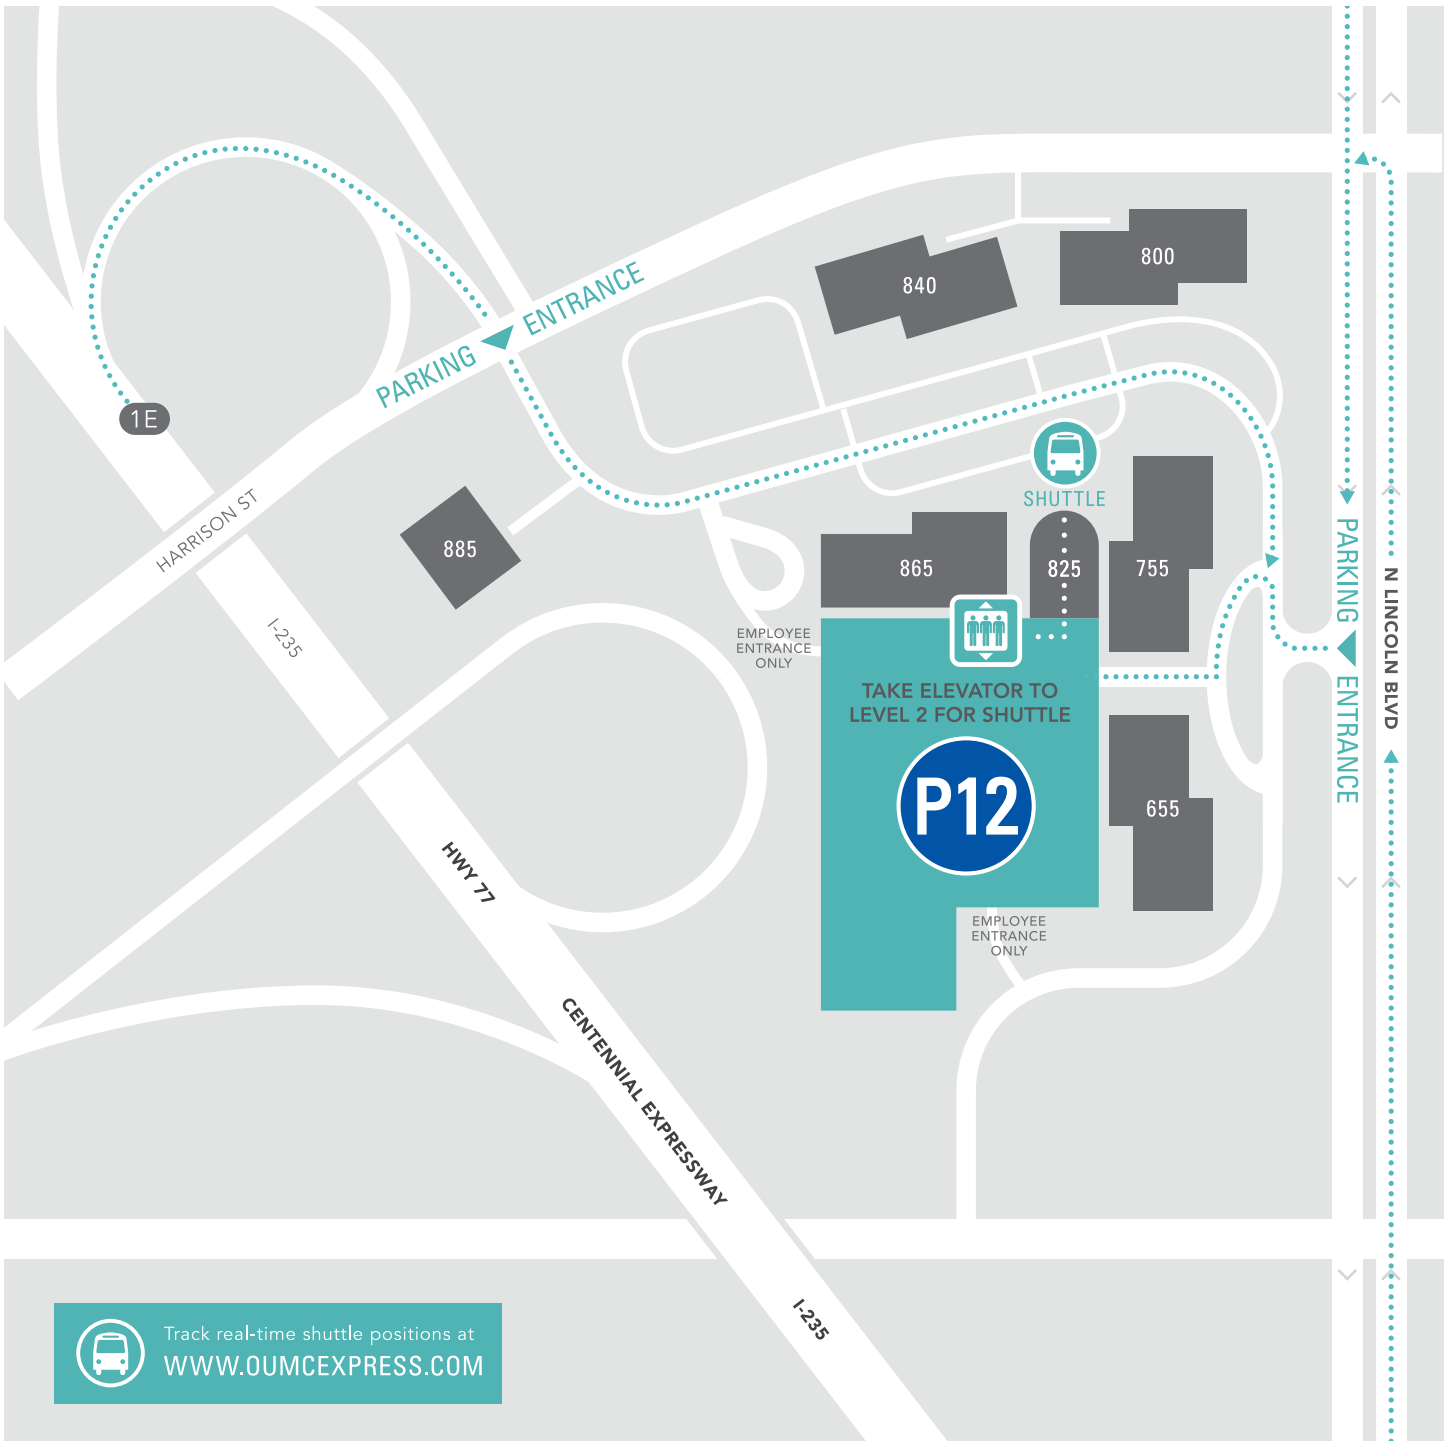 800
840
PARKING ENTRANCE
1E
HARRISON ST
SHUTTLE
885
865
825
755
PARKING ENTRANCE
N LINCOLN BLVD
I-235
EMPLOYEE
ENTRANCE
ONLY
TAKE ELEVATOR TO
LEVEL 2 FOR SHUTTLE
P12
655
HWY 77
EMPLOYEE
ENTRANCE
ONLY
CENTENNIAL EXPRESSWAY
I-235
Track real-time shuttle positions at
WWW.OUMCEXPRESS.COM